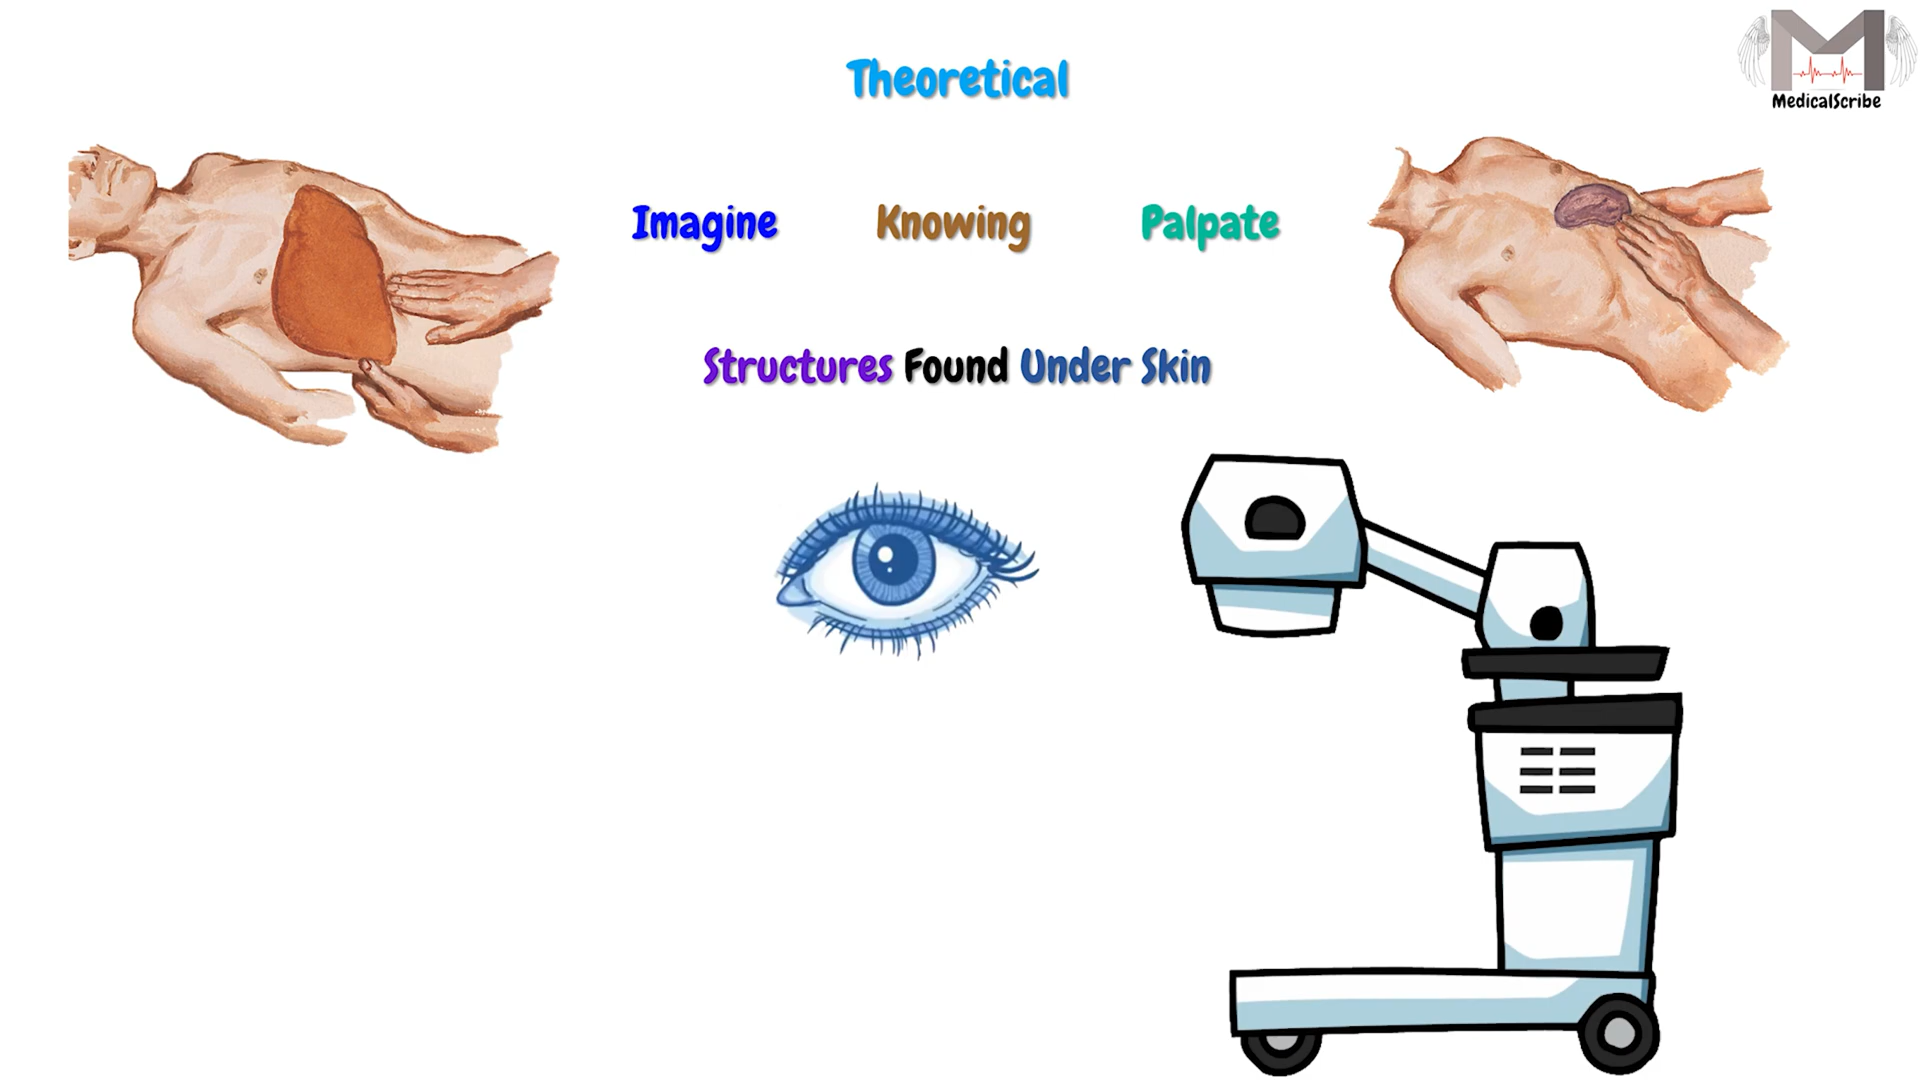 Theoretical
MedicalScribe
Imagine Knowing Palpate
Structures Found Under Skin